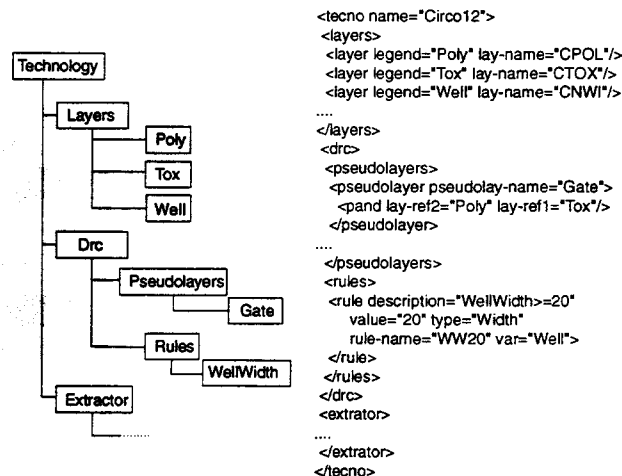 Technology
Layers
Poly
Tox
Well
Drc
Pseudolayers
Gate
Rules
WellWidth
Extractor
<tecno name="Circo12">
<layers>
<layer legend="Poly" lay-name="CPOL"/>
<layer legend="Tox" lay-name="CTOX"/>
<layer legend="Well" lay-name="CNWI"/>
....
</layers>
<drc>
<pseudolayers>
<pseudolayer pseudolay-name="Gate">
<pand lay-ref2="Poly" lay-ref1="Tox"/>
</pseudolayer>
....
</pseudolayers>
<rules>
<rule description="WellWidth>=20"
value="20" type="Width"
rule-name="WW20" var="Well">
</rule>
</rules>
</drc>
<extrator>
....
</extrator>
</tecno>